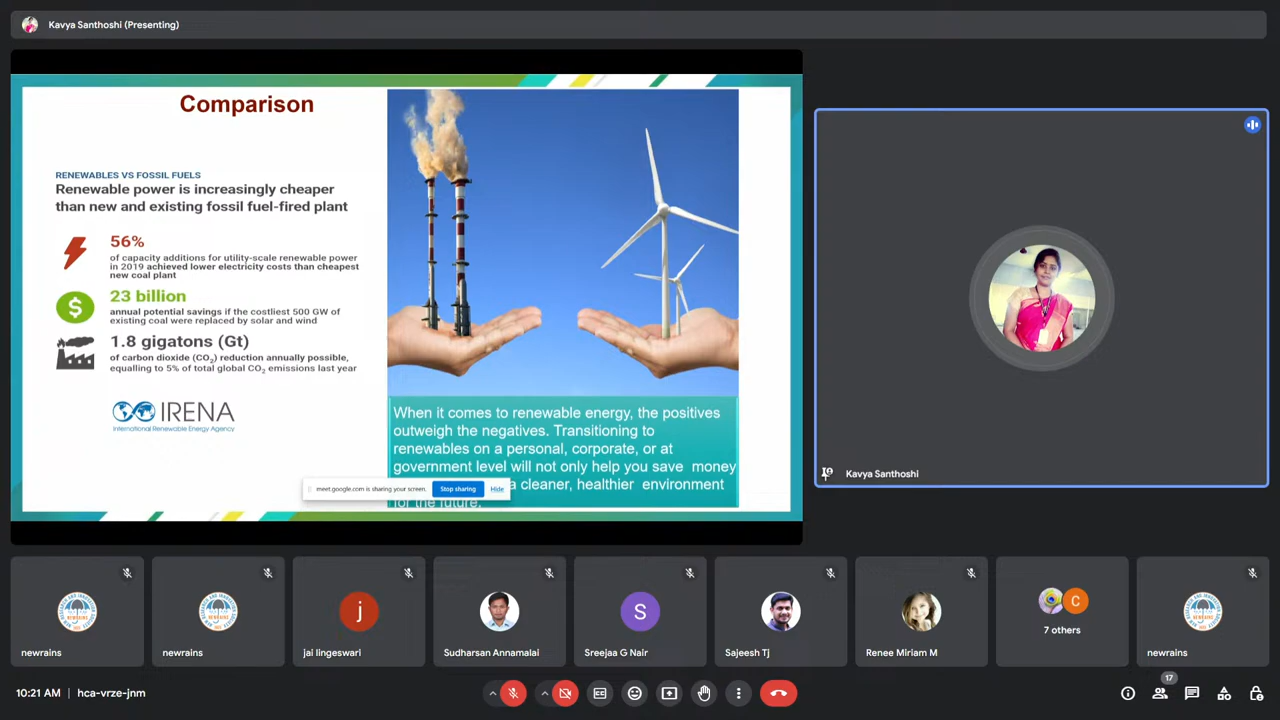 Kavya Santhoshi (Presenting)
Comparison
RENEWABLES VS FOSSIL FUELS
Renewable power is increasingly cheaper
than new and existing fossil fuel-fired plant
56%
of capacity additions for utility-scale renewable power
in 2019 achieved lower electricity costs than cheapest
new coal plant
$
23 billion
annual potential savings if the costliest 500 GW of
existing coal were replaced by solar and wind
1.8 gigatons (Gt)
of carbon dioxide (CO₂) reduction annually possible,
equalling to 5% of total global CO₂ emissions last year
IRENA
International Renewable Energy Agency
When it comes to renewable energy, the positives
outweigh the negatives. Transitioning to
renewables on a personal, corporate, or at
government level will not only help you save money
a cleaner, healthier environment
for the future.
meet.google.com is sharing your screen.
Stop sharing
Hide
Kavya Santhoshi
newrains
newrains
j
jai lingeswari
Sudharsan Annamalai
S
Sreejaa G Nair
Sajeesh Tj
Renee Miriam M
C
7 others
newrains
10:21 AM | hca-vrze-jnm
17